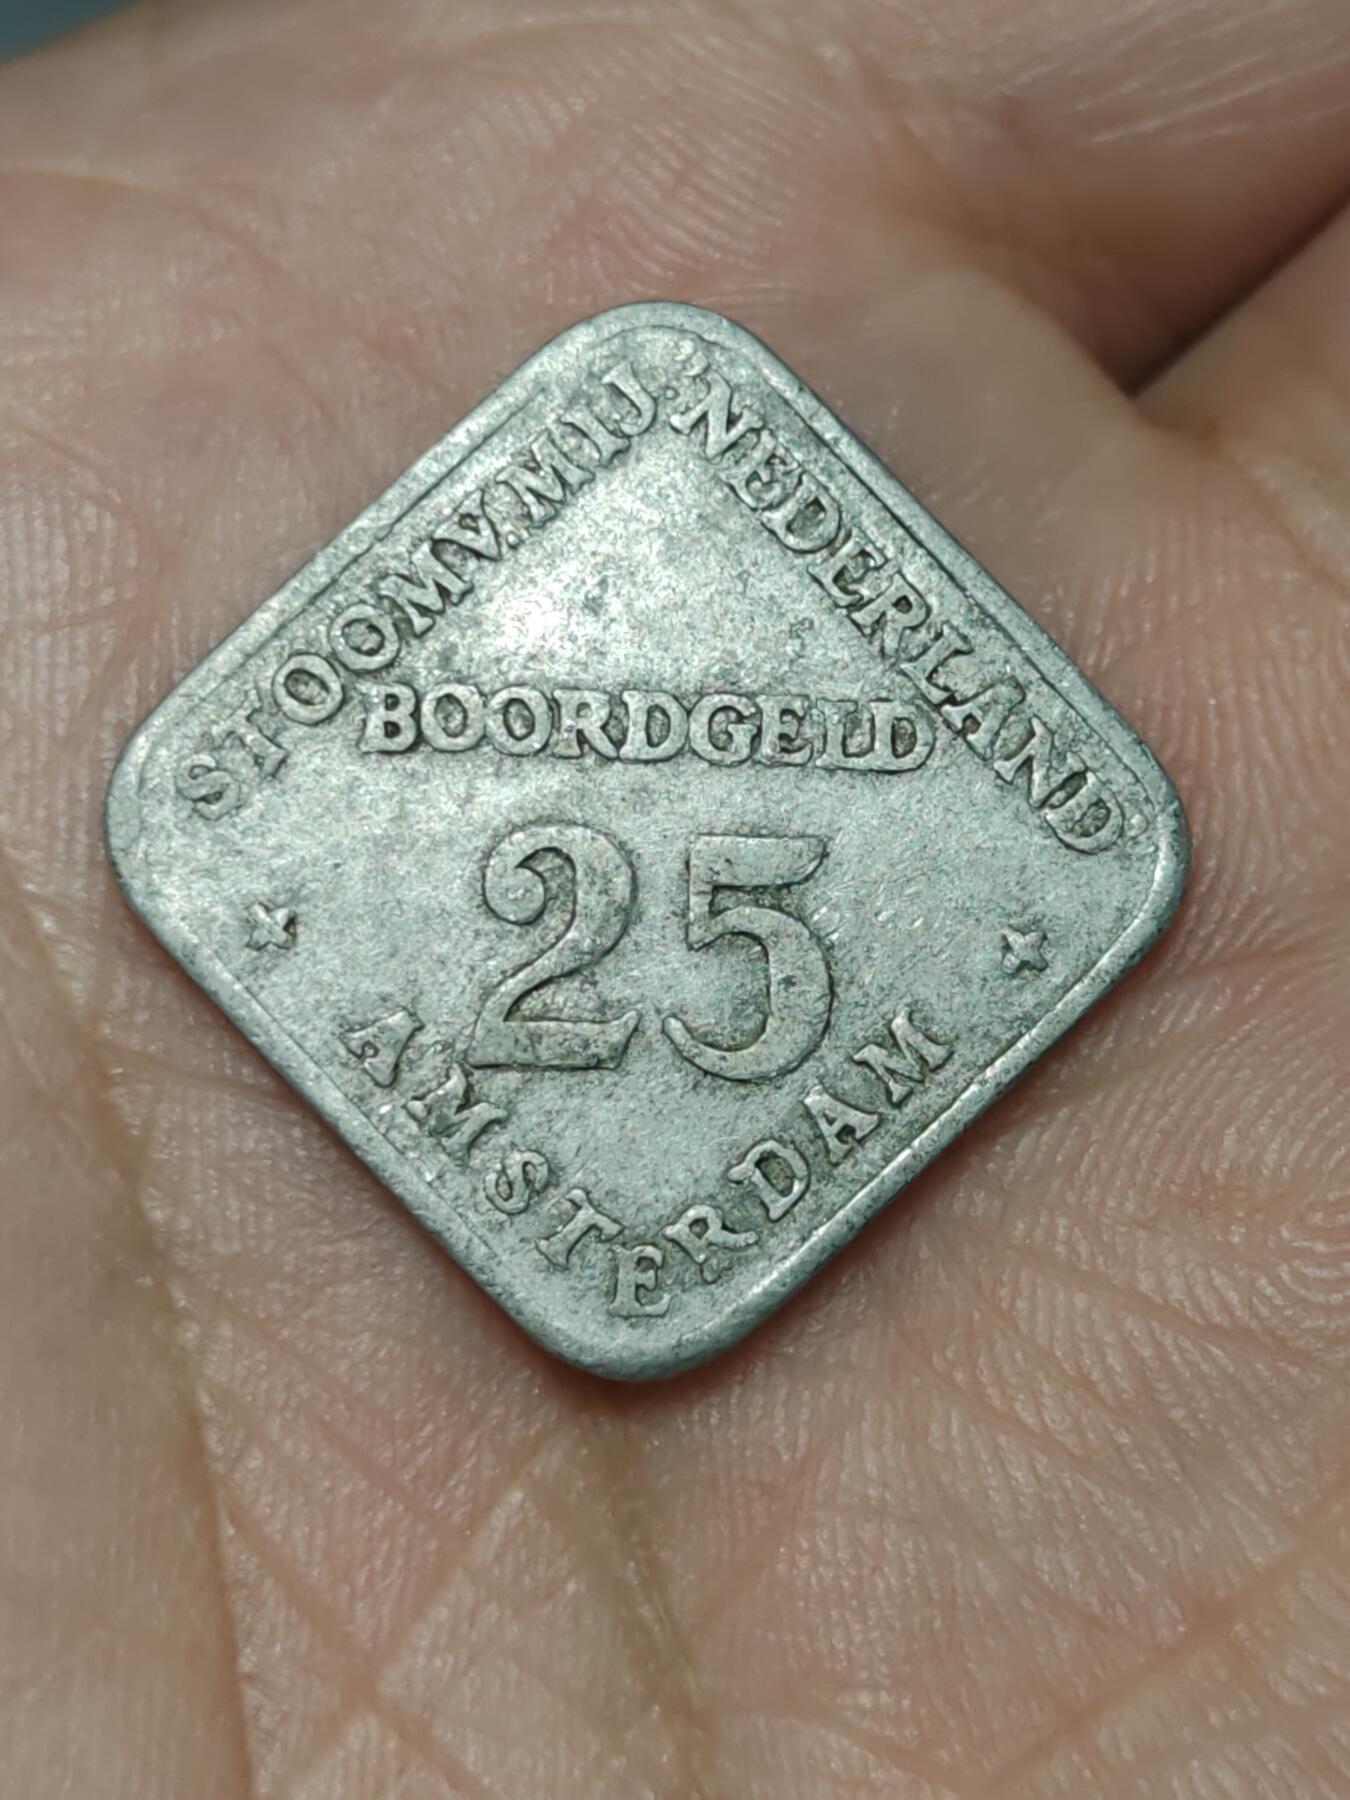 STOOMV. MIJ. "NEDERLAND"
BOORDGELD
25
AMSTERDAM